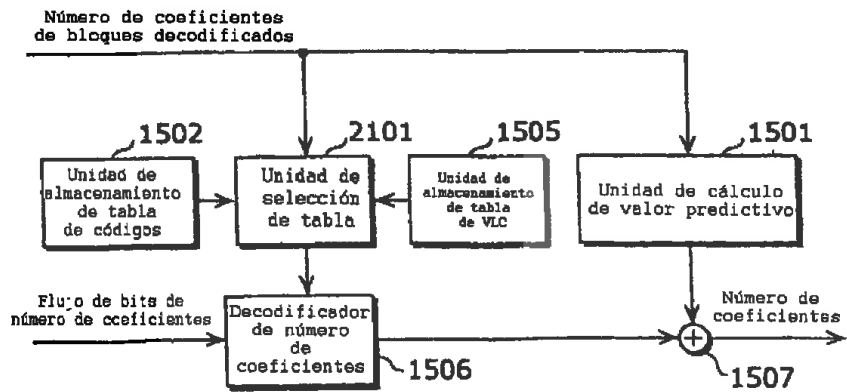 Número de coeficientes
de bloques decodificados
1502
2101
1505
1501
Unidad de
almacenamiento
de tabla
de códigos
Unidad de
selección
de tabla
Unidad de
almacenamiento
de tabla
de VLC
Unidad de cálculo
de valor predictivo
Flujo de bits de
número de coeficientes
Decodificador
de número
de
coeficientes
1506
Número de
coeficientes
+
1507